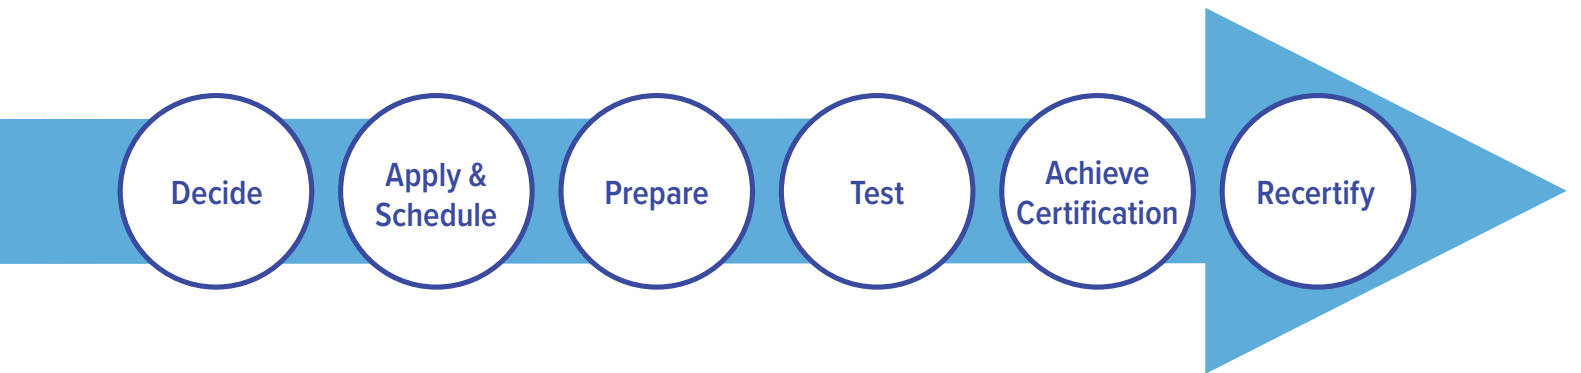 Decide
Apply &
Schedule
Prepare
Test
Achieve
Certification
Recertify